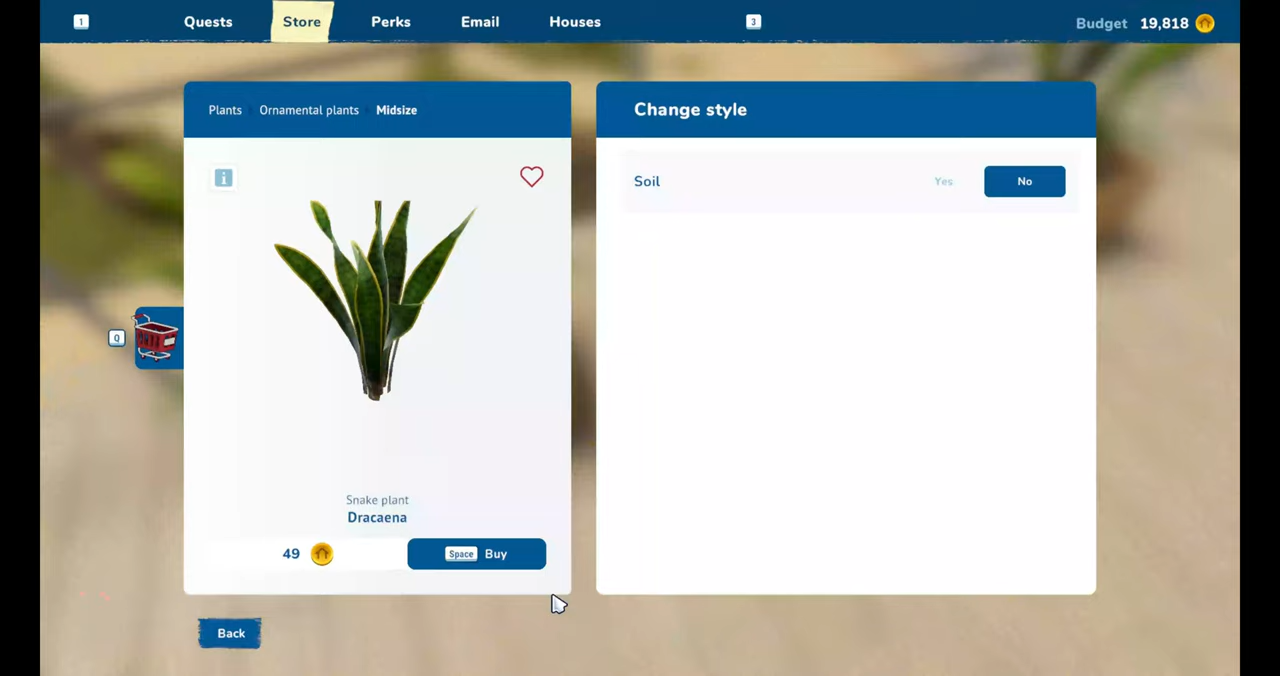 1 Quests Store Perks Email Houses 3 Budget 19,818
Plants Ornamental plants Midsize
i
Snake plant
Dracaena
49 Space Buy
Change style
Soil Yes No
Q
Back